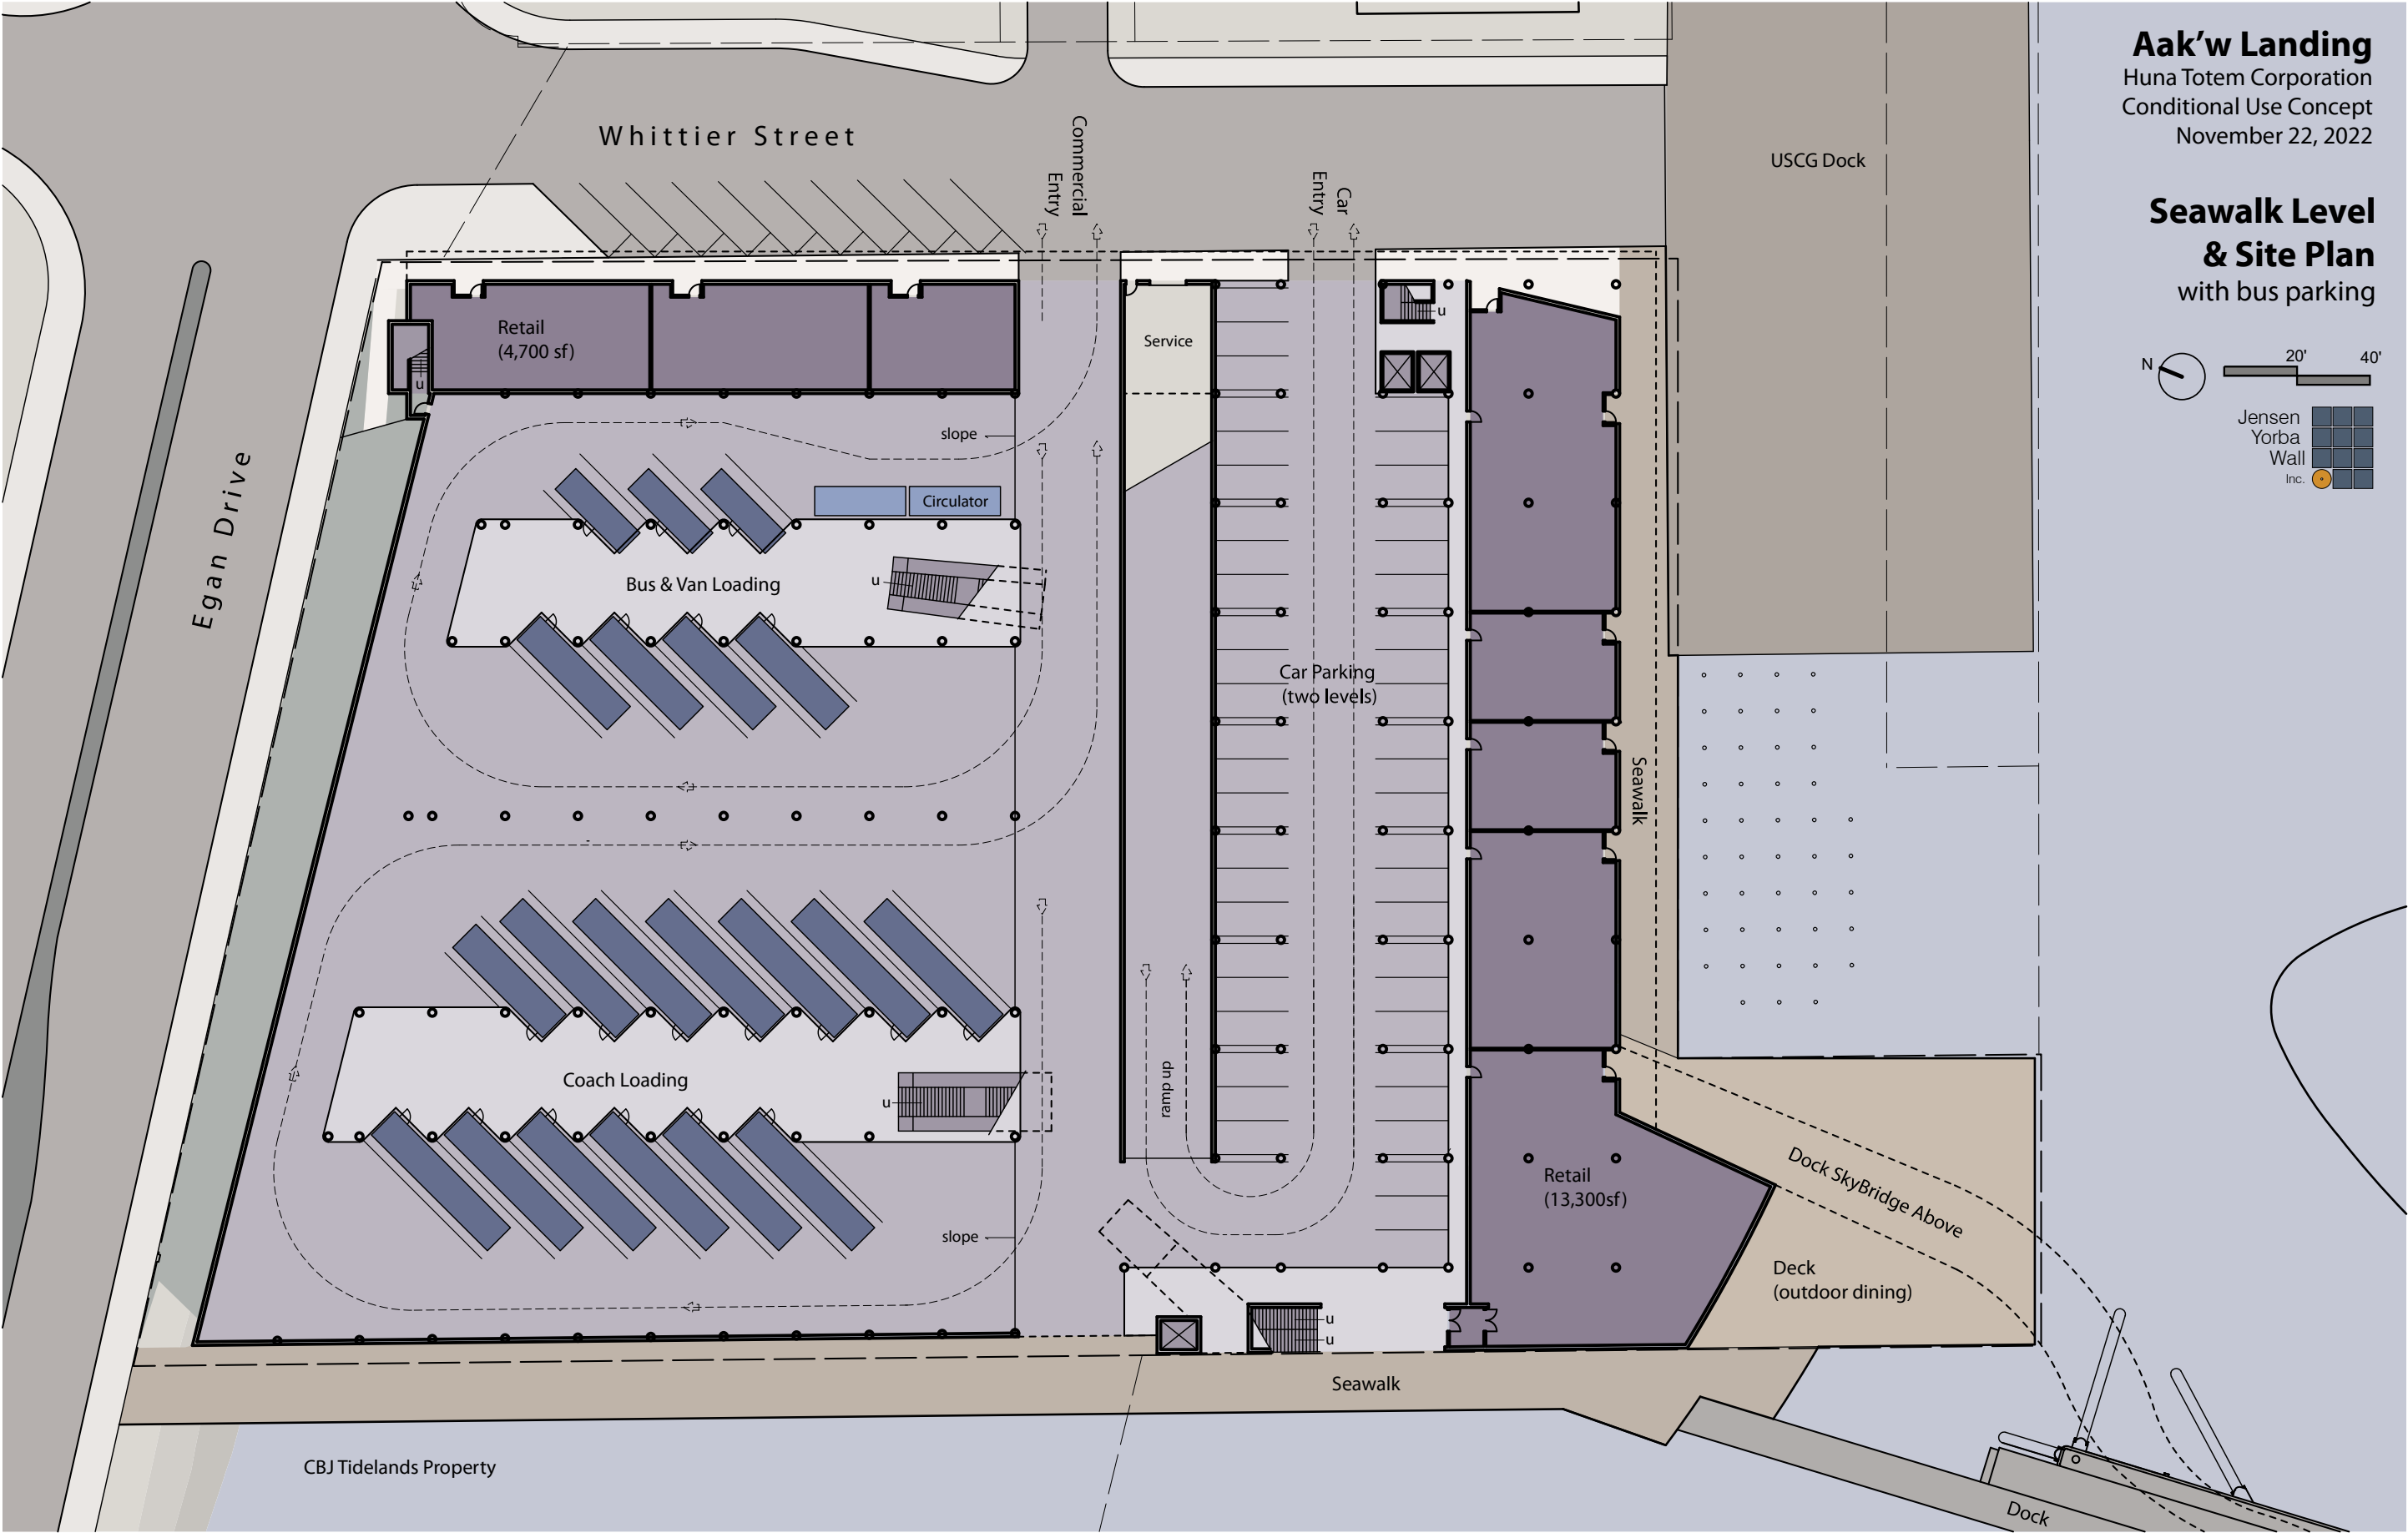 Aak'w Landing
Huna Totem Corporation
Conditional Use Concept
November 22, 2022
Seawalk Level
& Site Plan
with bus parking
N
20'
40'
Jensen
Yorba
Wall
Inc.
USCG Dock
Whittier Street
Commercial
Entry
Car
Entry
Egan Drive
Retail
(4,700 sf)
u
Service
u
slope
Circulator
Bus & Van Loading
u
Car Parking
(two levels)
Seawalk
Coach Loading
u
ramp up
slope
Retail
(13,300sf)
Dock SkyBridge Above
Deck
(outdoor dining)
u
u
Seawalk
CBJ Tidelands Property
Dock